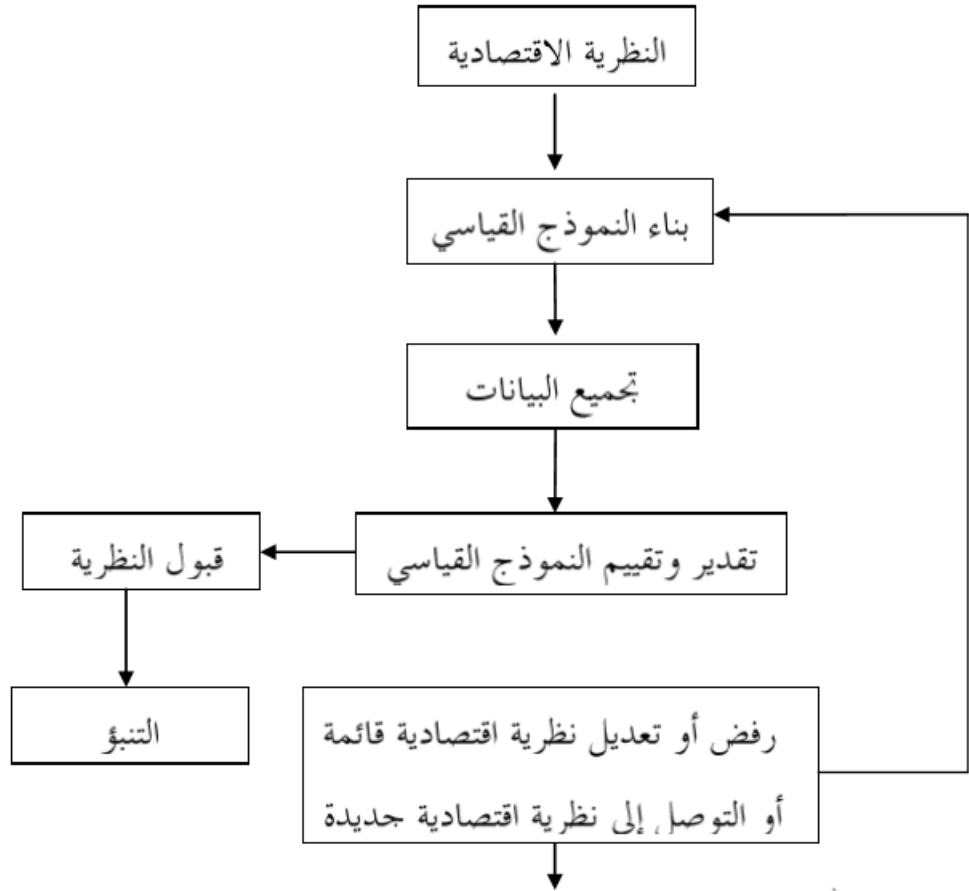 النظرية الاقتصادية
بناء النموذج القياسي
تجميع البيانات
تقدير وتقييم النموذج القياسي
قبول النظرية
التنبؤ
رفض أو تعديل نظرية اقتصادية قائمة
أو التوصل إلى نظرية اقتصادية جديدة